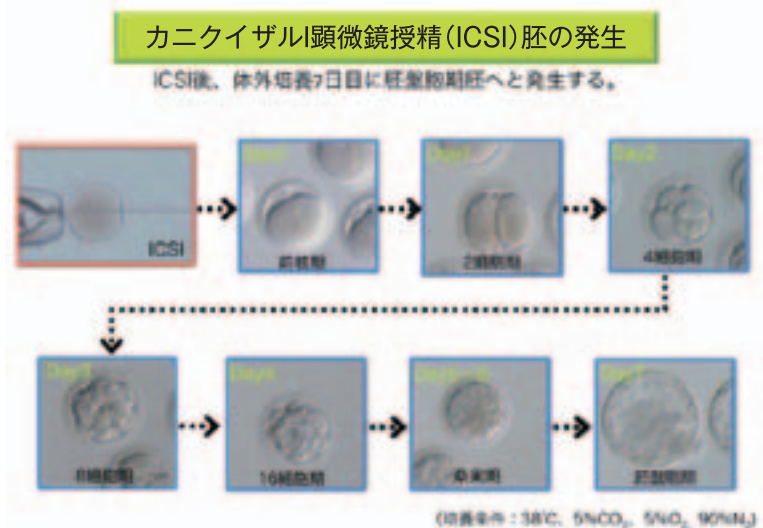 カニクイザルI顕微鏡授精(ICSI)胚の発生
ICSI後、体外培養7日目に胚盤胞期胚へと発生する。
ICSI
前核期
Day1
2細胞期
Day2
4細胞期
Day3
8細胞期
Day4
16細胞期
桑実期
胚盤胞期
(培養条件:38℃、5%CO₂、5%O₂、90%N₂)